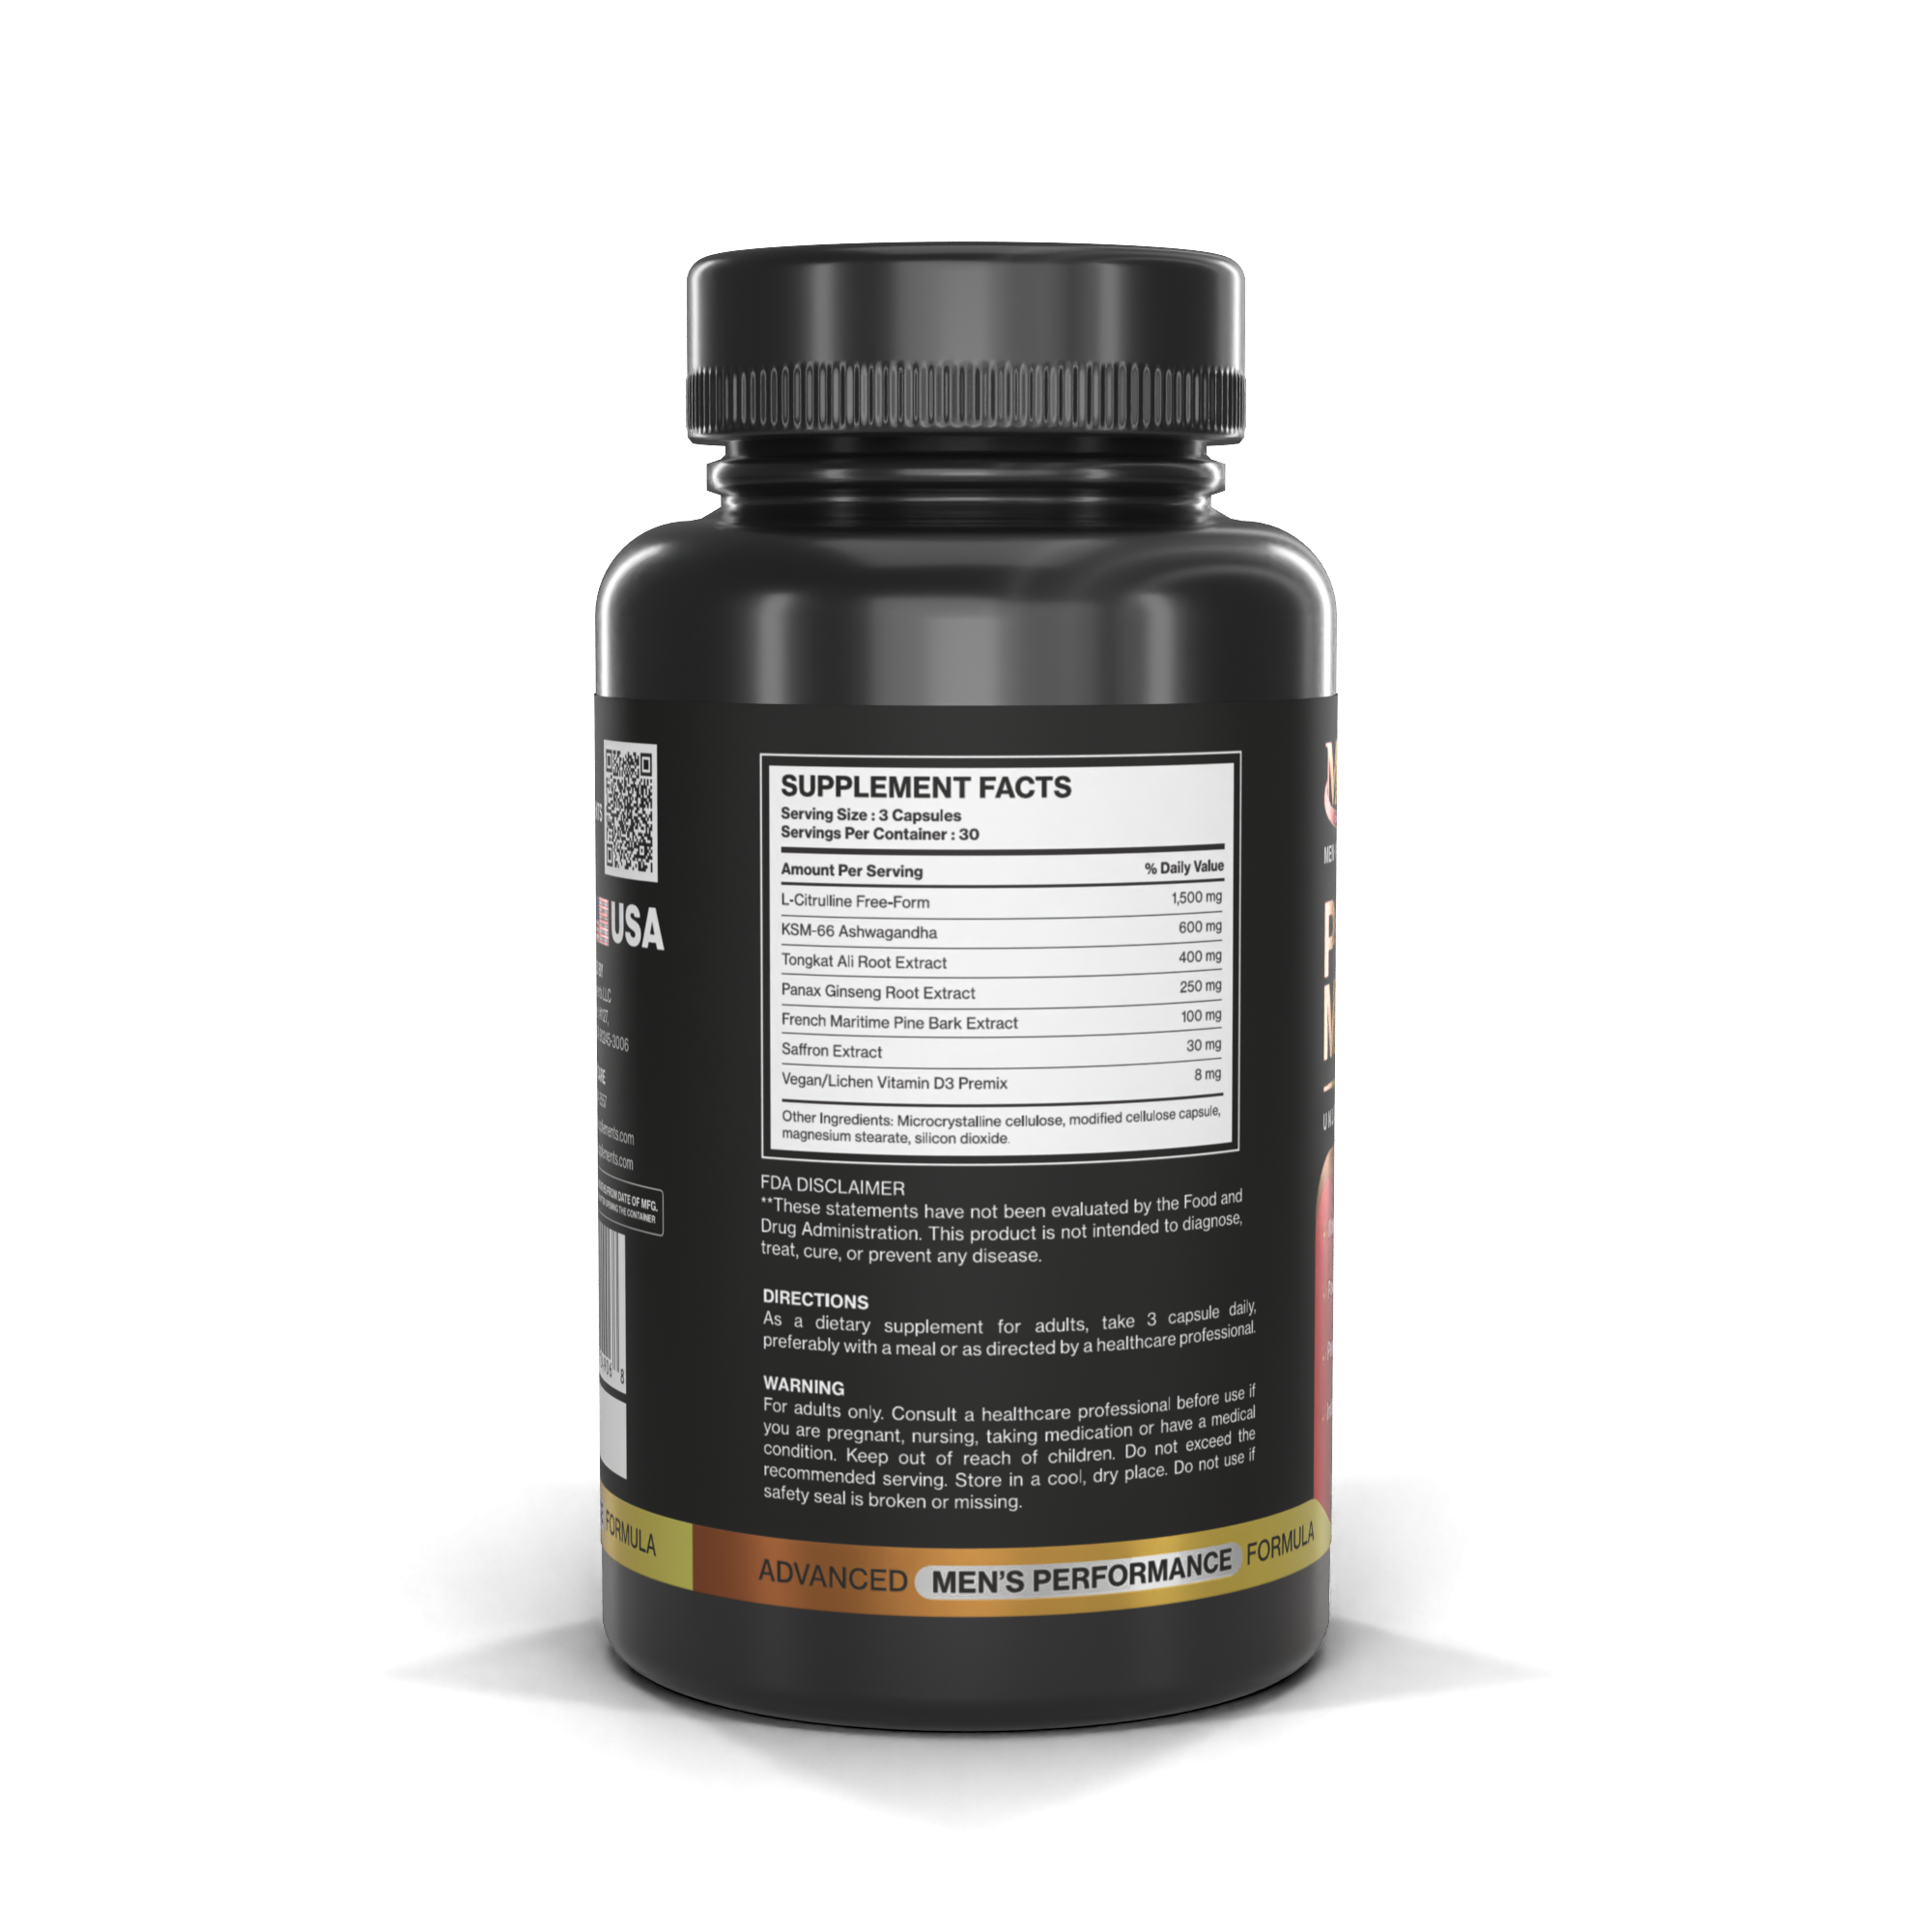 SUPPLEMENT FACTS
Serving Size : 3 Capsules
Servings Per Container : 30
Amount Per Serving % Daily Value
L-Citrulline Free-Form 1,500 mg
KSM-66 Ashwagandha 600 mg
Tongkat Ali Root Extract 400 mg
Panax Ginseng Root Extract 250 mg
French Maritime Pine Bark Extract 100 mg
Saffron Extract 30 mg
Vegan/Lichen Vitamin D3 Premix 8 mg
Other Ingredients: Microcrystalline cellulose, modified cellulose capsule,
magnesium stearate, silicon dioxide.
FDA DISCLAIMER
**These statements have not been evaluated by the Food and
Drug Administration. This product is not intended to diagnose,
treat, cure, or prevent any disease.
DIRECTIONS
As a dietary supplement for adults, take 3 capsule daily,
preferably with a meal or as directed by a healthcare professional.
WARNING
For adults only. Consult a healthcare professional before use if
you are pregnant, nursing, taking medication or have a medical
condition. Keep out of reach of children. Do not exceed the
recommended serving. Store in a cool, dry place. Do not use if
safety seal is broken or missing.
ADVANCED MEN'S PERFORMANCE FORMULA
USA
DATE OF MFG.
THE CONTAINER
FORMULA